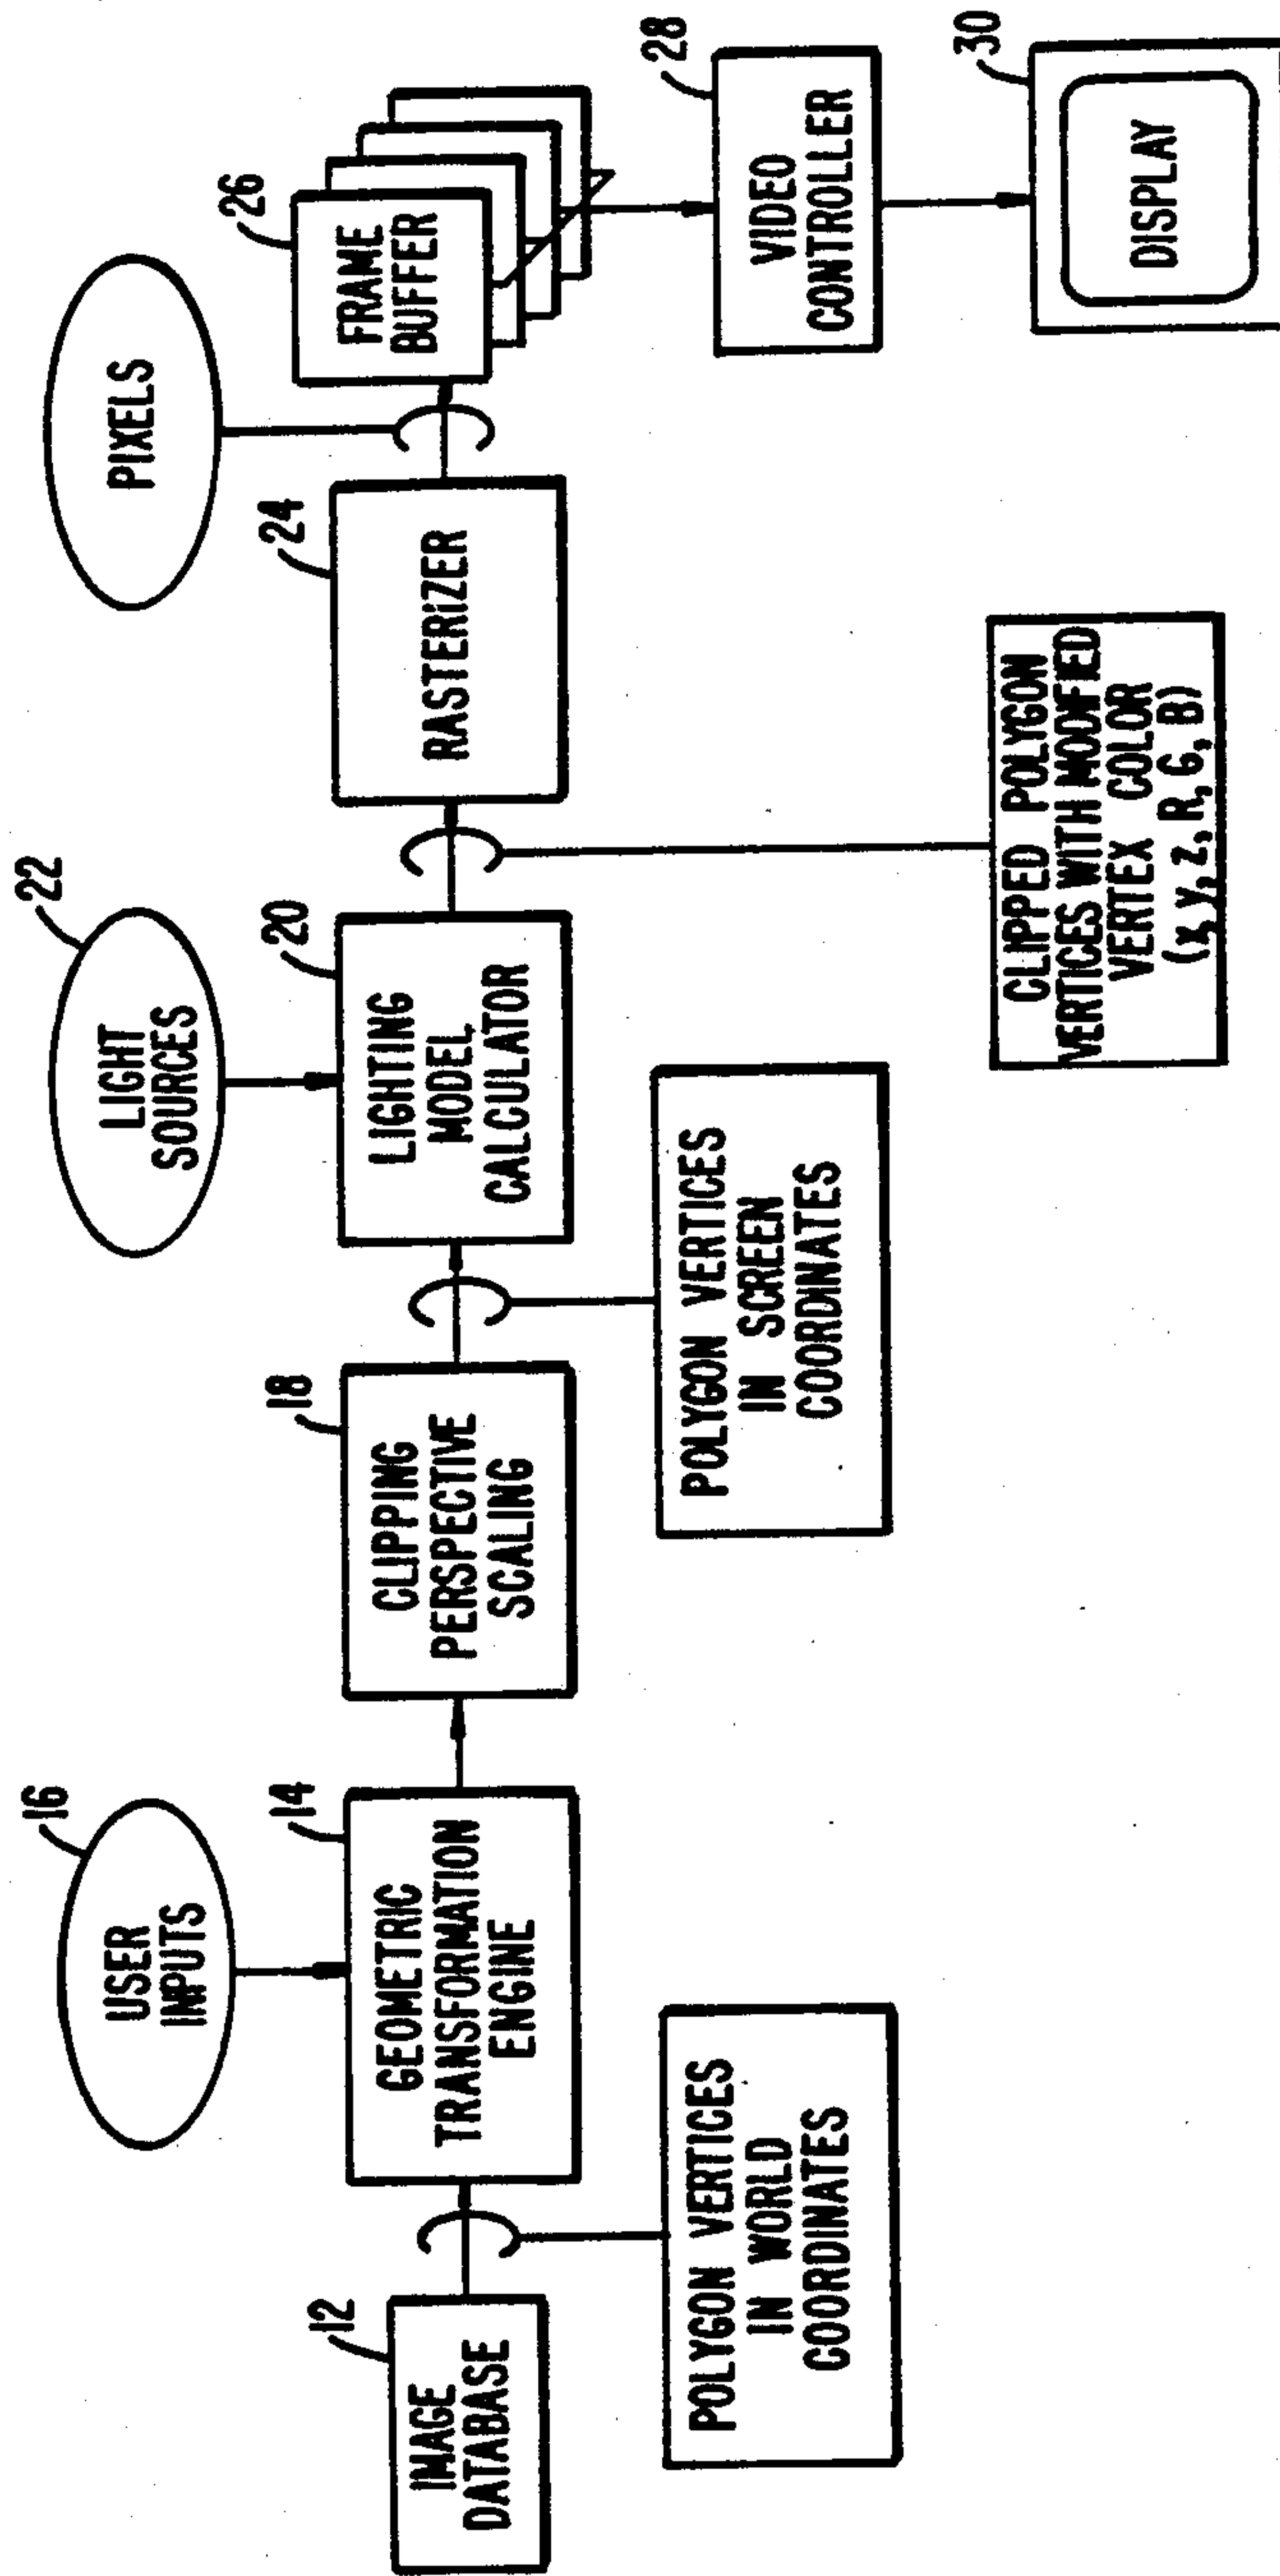 16
USER
INPUTS
22
LIGHT
SOURCES
PIXELS
12
IMAGE
DATABASE
14
GEOMETRIC
TRANSFORMATION
ENGINE
18
CLIPPING
PERSPECTIVE
SCALING
20
LIGHTING
MODEL
CALCULATOR
24
RASTERIZER
26
FRAME
BUFFER
28
VIDEO
CONTROLLER
30
DISPLAY
POLYGON VERTICES
IN WORLD
COORDINATES
POLYGON VERTICES
IN SCREEN
COORDINATES
CLIPPED POLYGON
VERTICES WITH MODIFIED
VERTEX COLOR
(x, y, z, R, G, B)